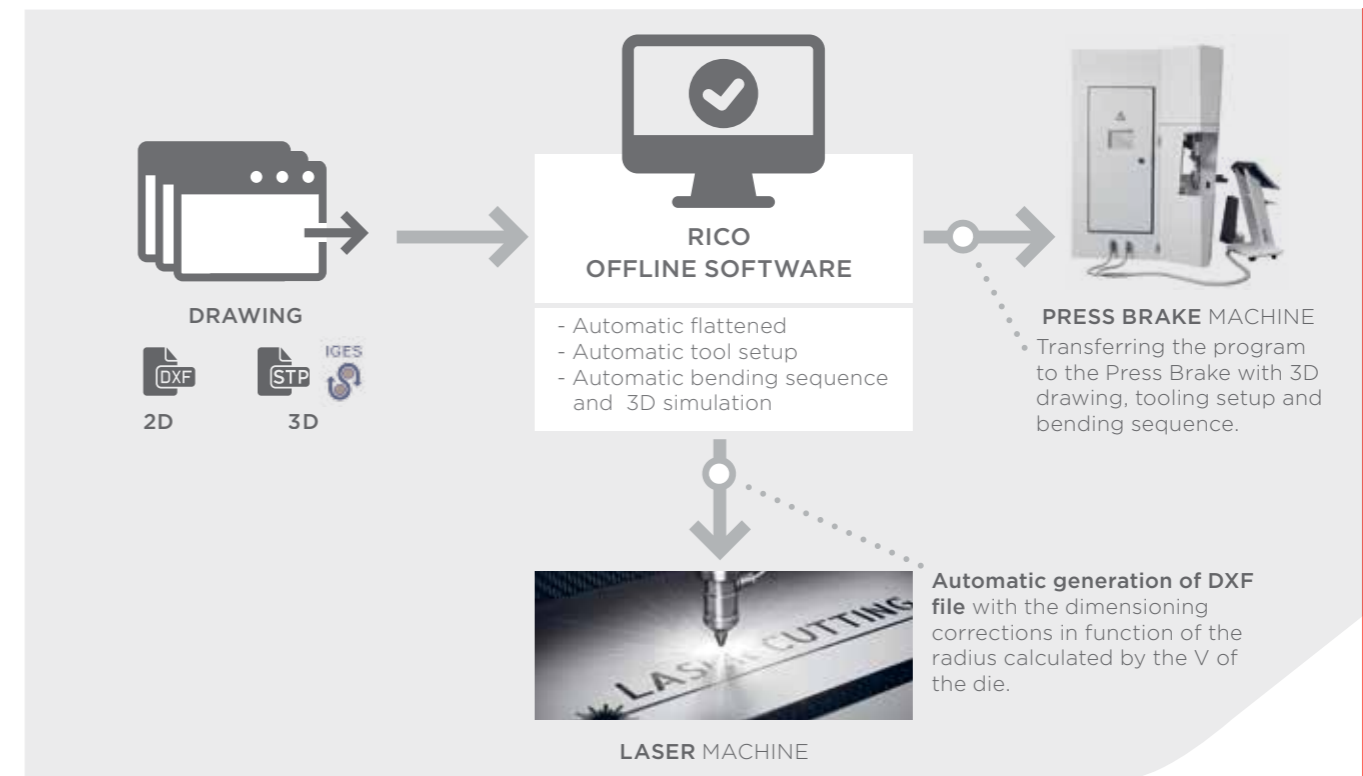 DRAWING
DXF
STP
IGES
2D
3D
RICO
OFFLINE SOFTWARE
- Automatic flattened
- Automatic tool setup
- Automatic bending sequence
and 3D simulation
PRESS BRAKE MACHINE
Transferring the program
to the Press Brake with 3D
drawing, tooling setup and
bending sequence.
Automatic generation of DXF
file with the dimensioning
corrections in function of the
radius calculated by the V of
the die.
LASER CUTTING
LASER MACHINE